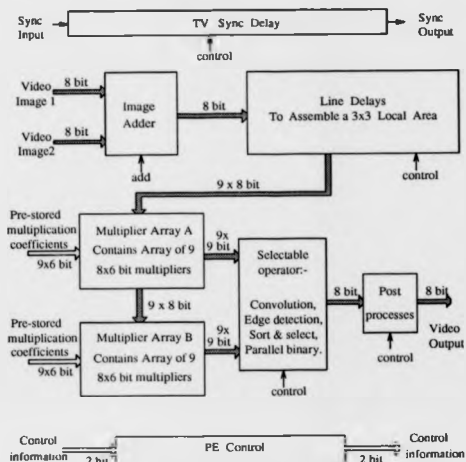 Sync
Input
TV Sync Delay
Sync
Output
control
Video
Image 1
8 bit
Video
Image2
8 bit
Image
Adder
add
8 bit
Line Delays
To Assemble a 3x3 Local Area
control
9 x 8 bit
Pre-stored
multiplication
coefficients
9x6 bit
Multiplier Array A
Contains Array of 9
8x6 bit multipliers
9x
9 bit
9 x 8 bit
Pre-stored
multiplication
coefficients
9x6 bit
Multiplier Array B
Contains Array of 9
8x6 bit multipliers
9x
9 bit
Selectable
operator:-
Convolution,
Edge detection,
Sort & select,
Parallel binary.
control
8 bit
Post
processes
control
8 bit
Video
Output
Control
information
2 bit
PE Control
2 bit
Control
information